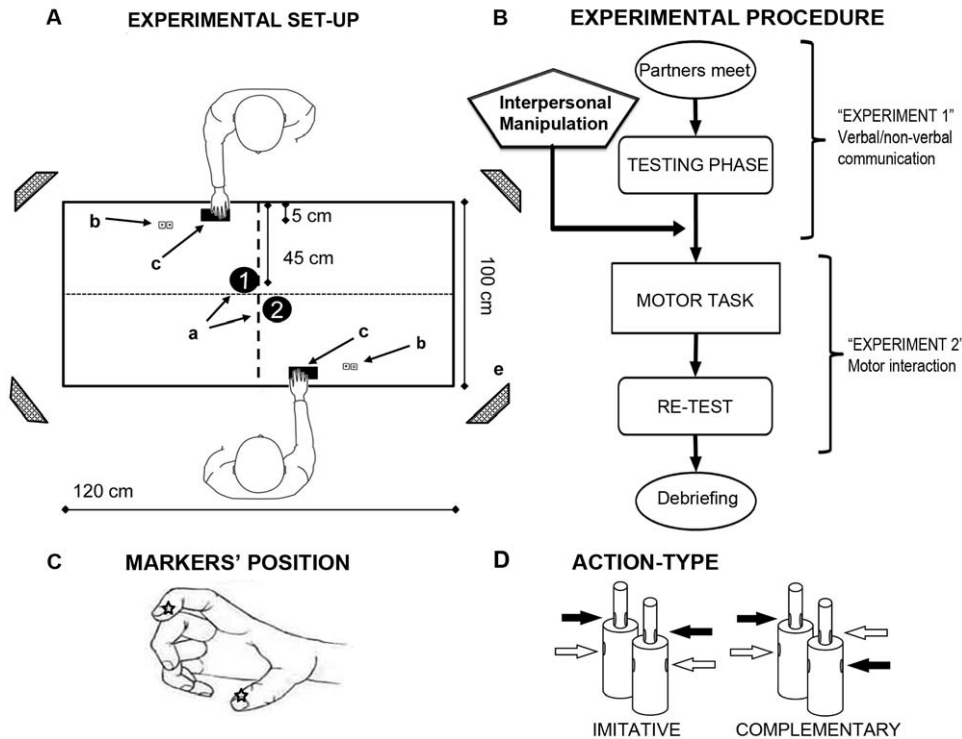 A
EXPERIMENTAL SET-UP
b
c
5 cm
45 cm
1
2
a
c
b
e
100 cm
120 cm
B
EXPERIMENTAL PROCEDURE
Partners meet
Interpersonal
Manipulation
TESTING PHASE
"EXPERIMENT 1"
Verbal/non-verbal
communication
MOTOR TASK
"EXPERIMENT 2'
Motor interaction
RE-TEST
Debriefing
C
MARKERS' POSITION
D
ACTION-TYPE
IMITATIVE
COMPLEMENTARY